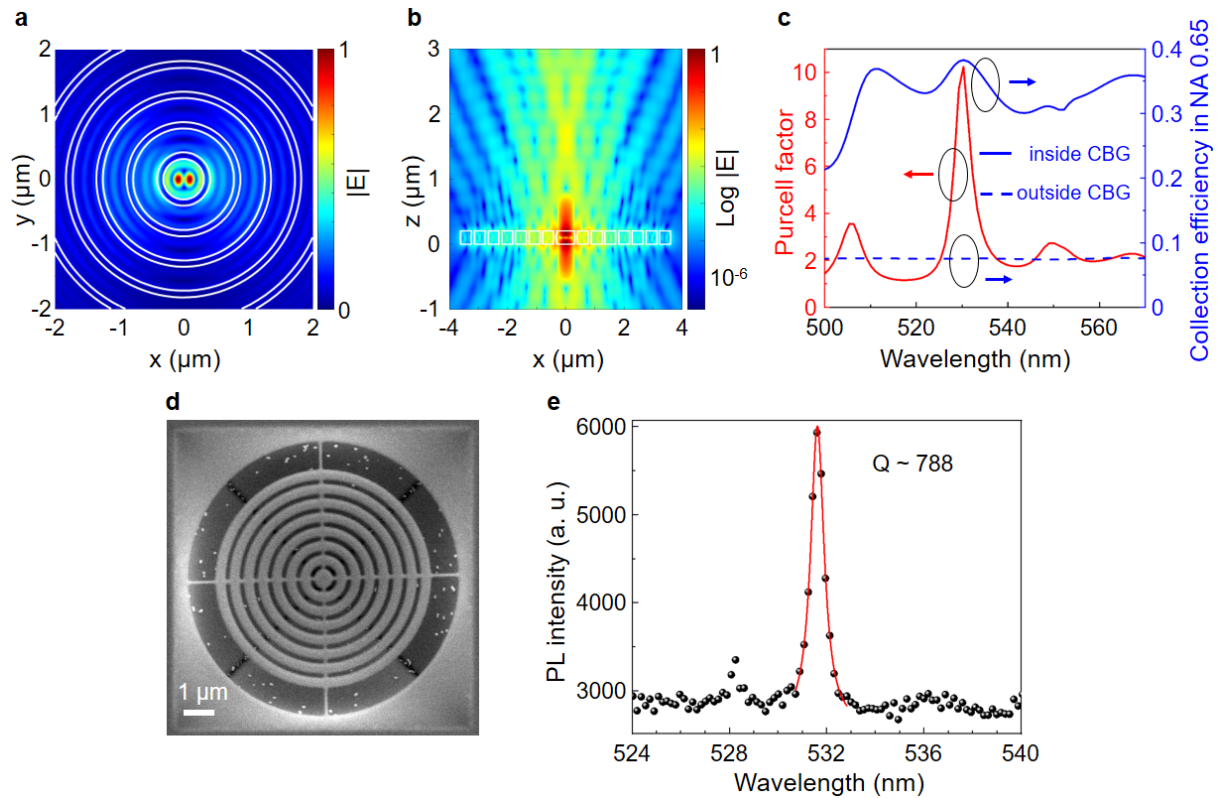 a
2
1
0
-1
-2
y (µm)
-2
-1
0
1
2
x (µm)
1
|E|
0
b
3
2
1
0
-1
z (µm)
-4
-2
0
2
4
x (µm)
1
Log |E|
10-6
c
10
8
6
4
2
0
Purcell factor
500
520
540
560
Wavelength (nm)
0.4
0.3
0.2
0.1
0
Collection efficiency in NA 0.65
inside CBG
outside CBG
d
1 µm
e
6000
5000
4000
3000
PL intensity (a. u.)
Q ~ 788
524
528
532
536
540
Wavelength (nm)